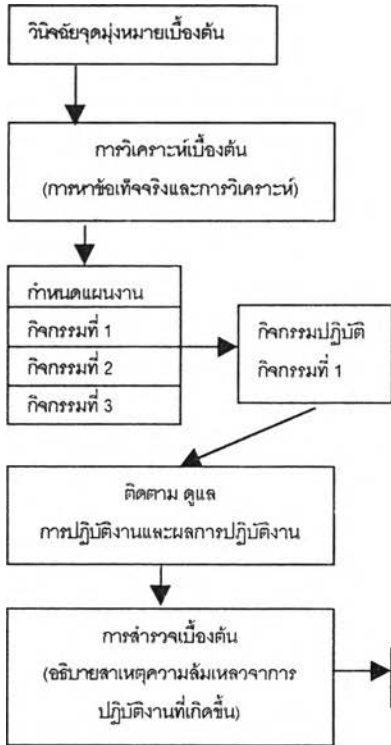 วินิจฉัยจุดมุ่งหมายเบื้องต้น
การวิเคราะห์เบื้องต้น
(การหาข้อเท็จจริงและการวิเคราะห์)
กำหนดแผนงาน
กิจกรรมที่ 1
กิจกรรมที่ 2
กิจกรรมที่ 3
กิจกรรมปฏิบัติ
กิจกรรมที่ 1
ติดตาม ดูแล
การปฏิบัติงานและผลการปฏิบัติงาน
การสำรวจเบื้องต้น
(อธิบายสาเหตุความล้มเหลวจาการ
ปฏิบัติงานที่เกิดขึ้น)